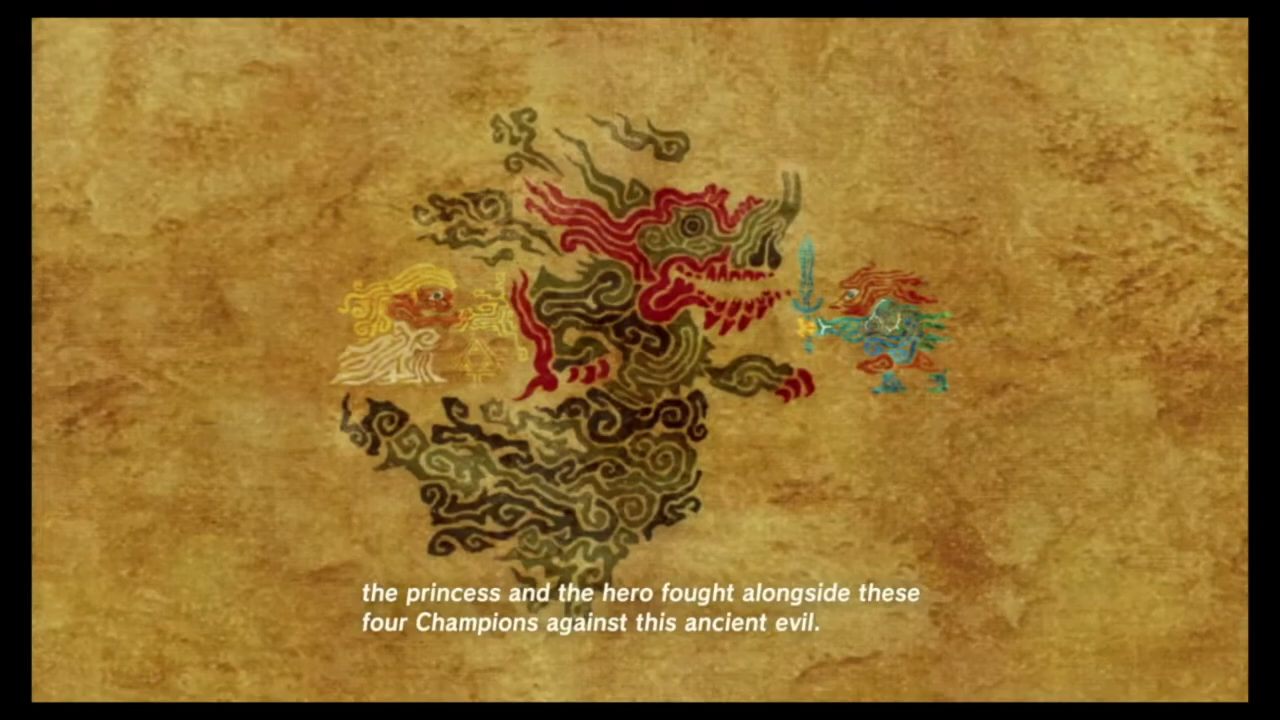 the princess and the hero fought alongside these
four Champions against this ancient evil.